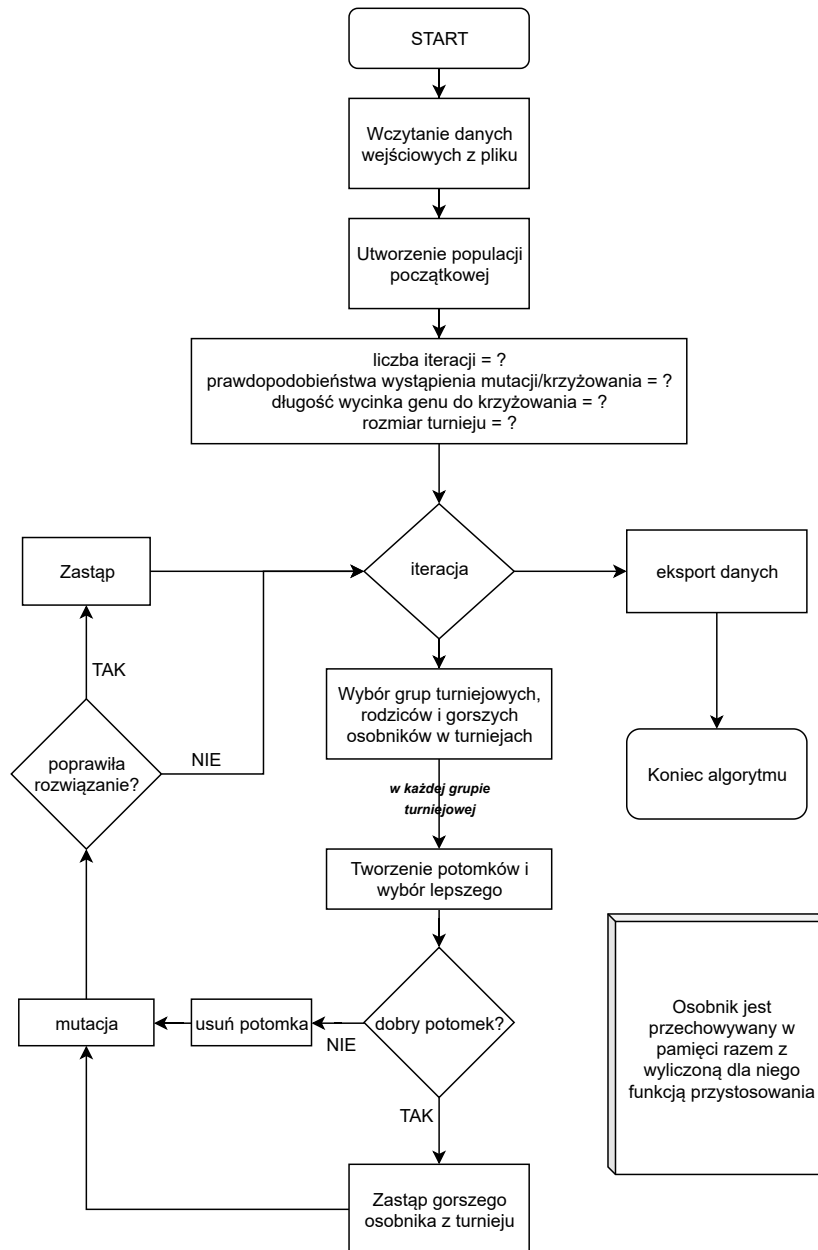 START
Wczytanie danych
wejściowych z pliku
Utworzenie populacji
początkowej
liczba iteracji = ?
prawdopodobieństwa wystąpienia mutacji/krzyżowania = ?
długość wycinka genu do krzyżowania = ?
rozmiar turnieju = ?
Zastąp
iteracja
eksport danych
TAK
Wybór grup turniejowych,
rodziców i gorszych
osobników w turniejach
poprawiła
rozwiązanie?
NIE
Koniec algorytmu
w każdej grupie
turniejowej
Tworzenie potomków i
wybór lepszego
mutacja
usuń potomka
NIE
dobry potomek?
TAK
Osobnik jest
przechowywany w
pamięci razem z
wyliczoną dla niego
funkcją przystosowania
Zastąp gorszego
osobnika z turnieju